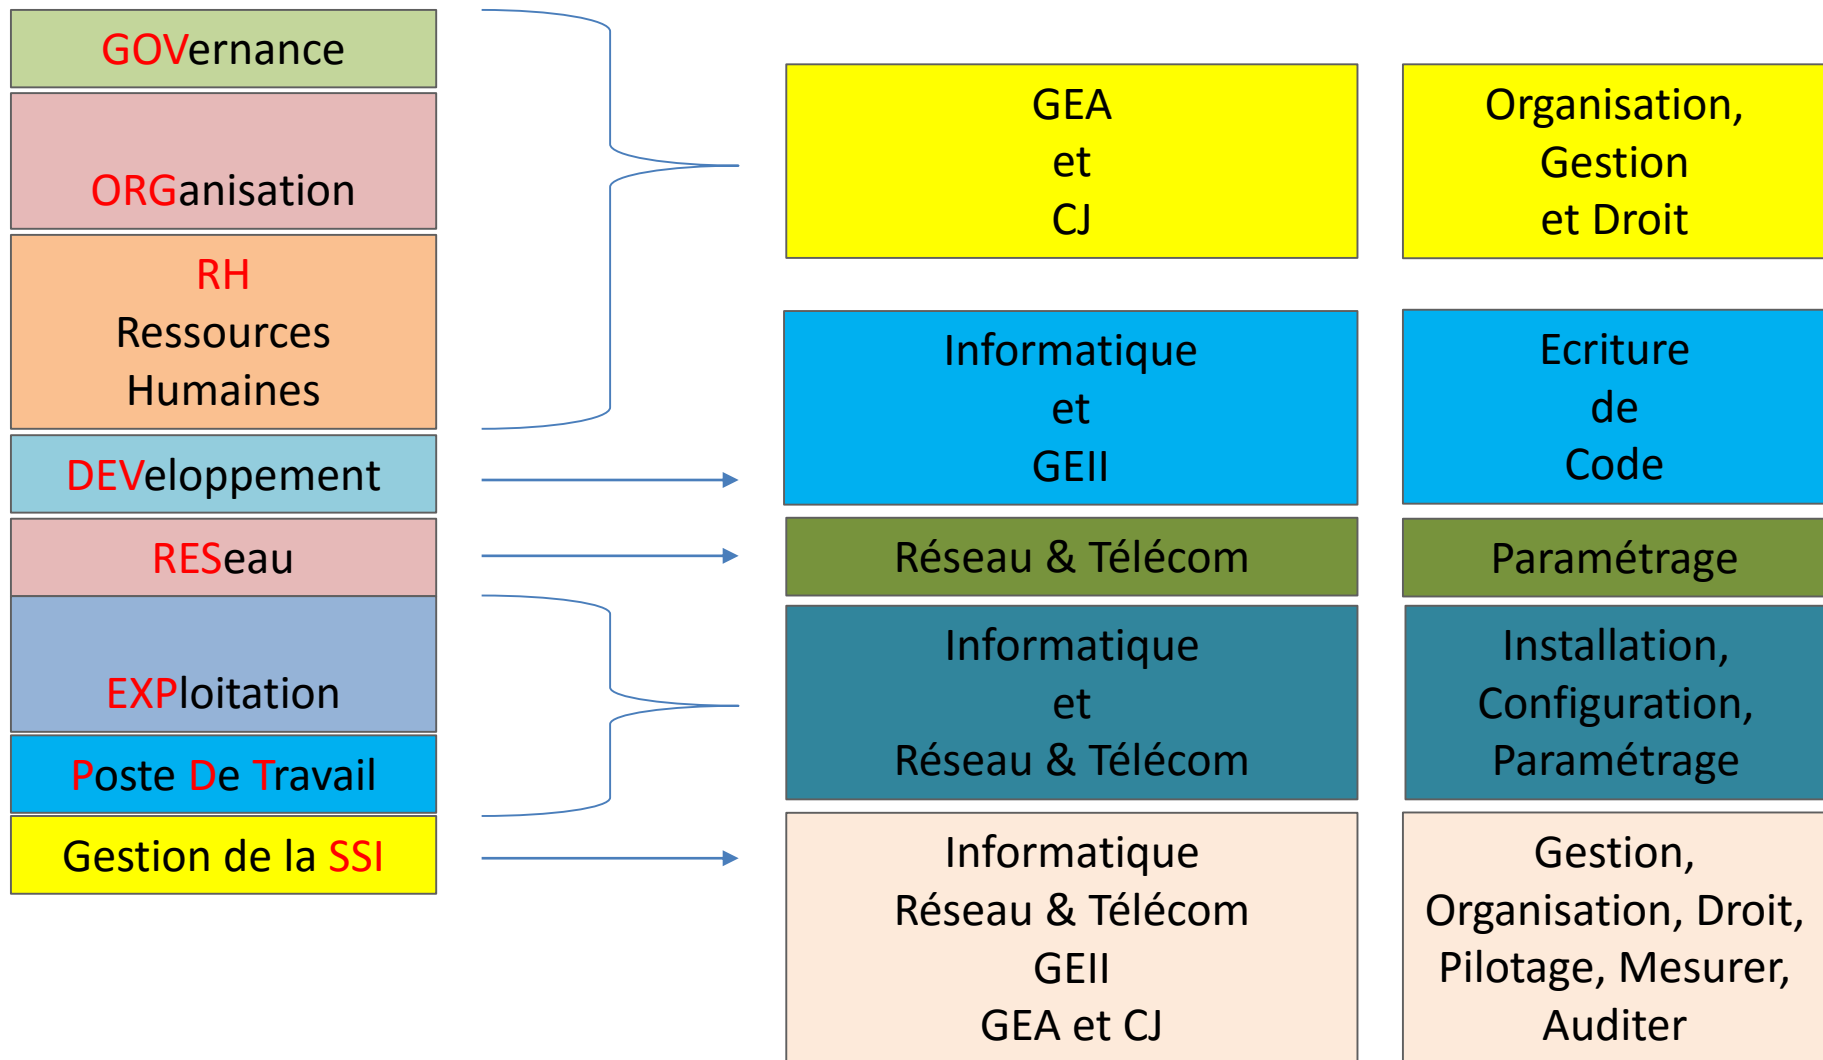 GOVernance
ORGanisation
RH
Ressources
Humaines
DEVeloppement
RESeau
EXPloitation
Poste De Travail
Gestion de la SSI
GEA
et
CJ
Informatique
et
GEII
Réseau & Télécom
Informatique
et
Réseau & Télécom
Informatique
Réseau & Télécom
GEII
GEA et CJ
Organisation,
Gestion
et Droit
Ecriture
de
Code
Paramétrage
Installation,
Configuration,
Paramétrage
Gestion,
Organisation, Droit,
Pilotage, Mesurer,
Auditer